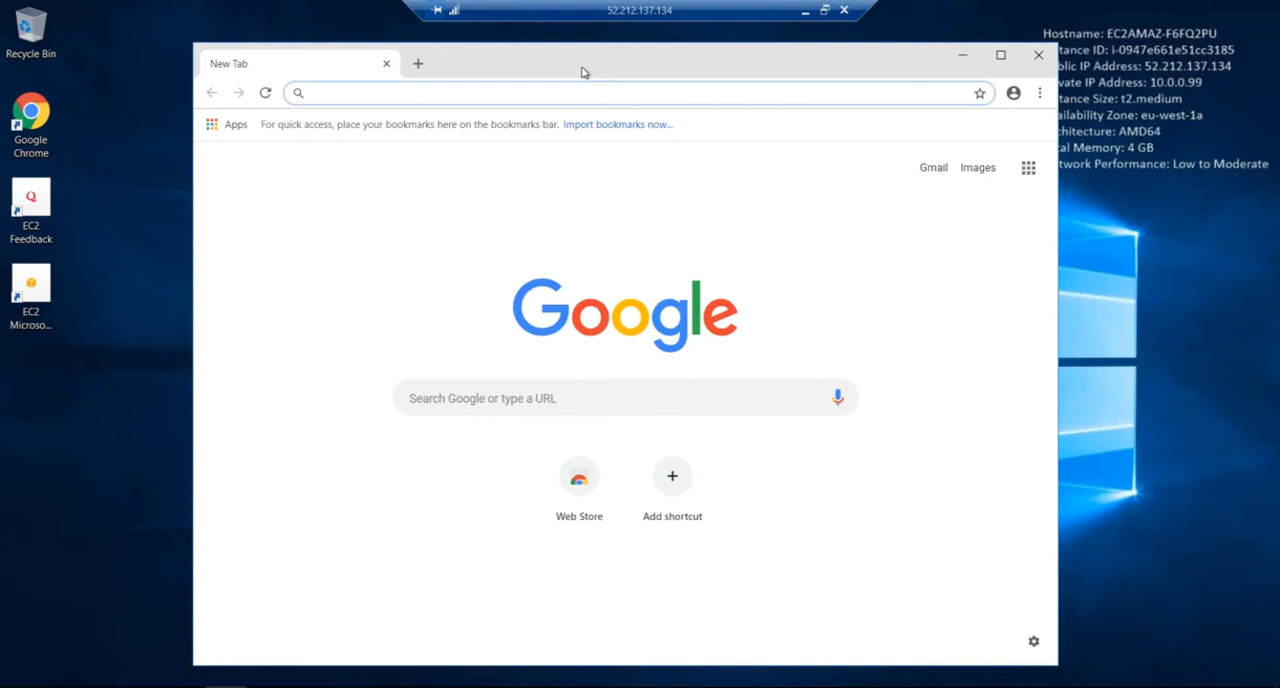 52.212.137.134
Recycle Bin
Google
Chrome
EC2
Feedback
EC2
Microso...
Hostname: EC2AMAZ-F6FQ2PU
tance ID: i-0947e661e51cc3185
blic IP Address: 52.212.137.134
vate IP Address: 10.0.0.99
tance Size: t2.medium
ailability Zone: eu-west-1a
chitecture: AMD64
tal Memory: 4 GB
twork Performance: Low to Moderate
New Tab
Apps For quick access, place your bookmarks here on the bookmarks bar. Import bookmarks now...
Gmail Images
Google
Search Google or type a URL
Web Store Add shortcut